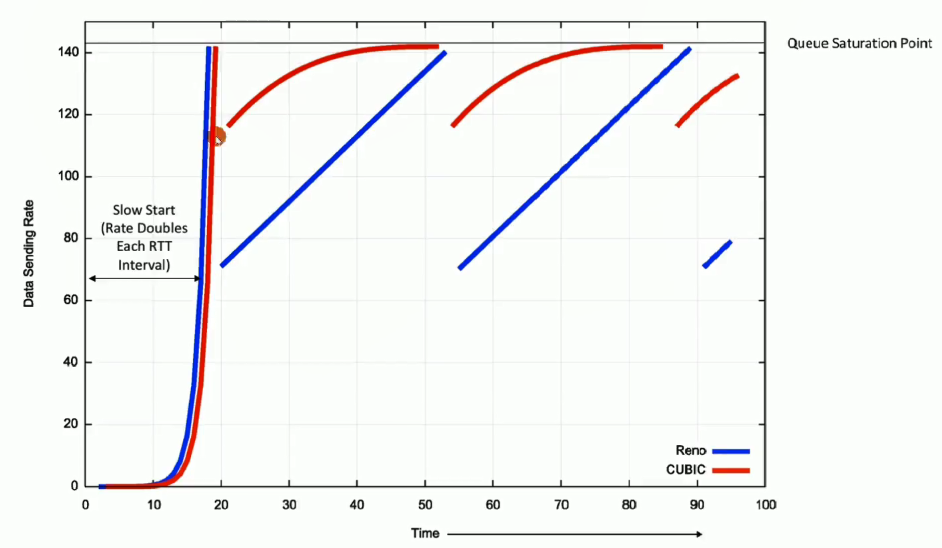 Queue Saturation Point
140
120
100
80
60
40
20
0
Data Sending Rate
Slow Start
(Rate Doubles
Each RTT
Interval)
Reno
CUBIC
0 10 20 30 40 50 60 70 80 90 100
Time